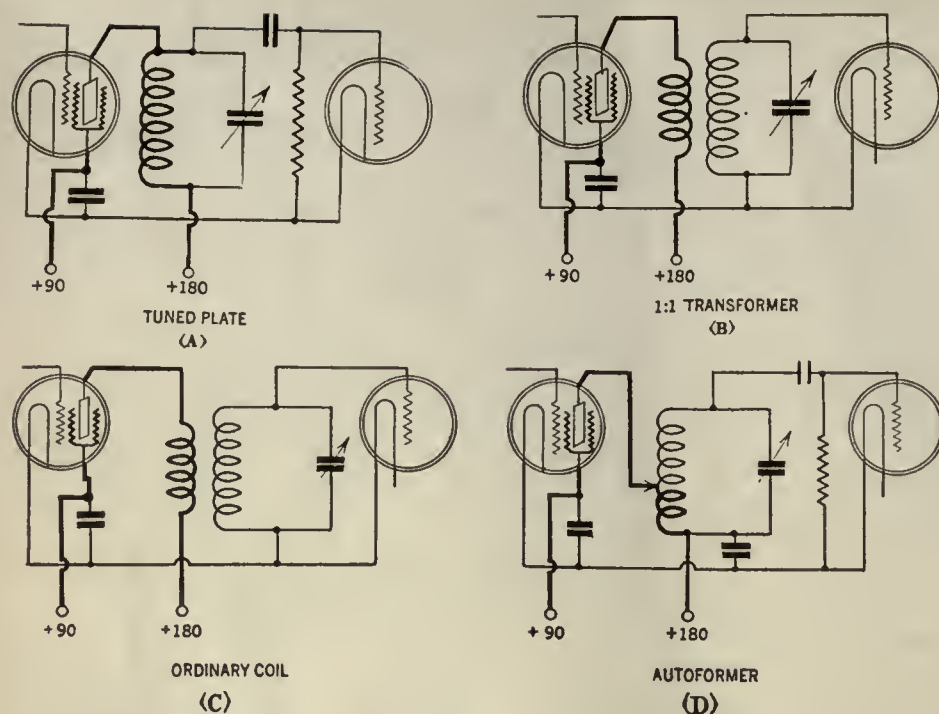 +90
+180
TUNED PLATE
(A)
+90
+180
1:1 TRANSFORMER
(B)
+90
+180
ORDINARY COIL
(C)
+90
+180
AUTOFORMER
(D)